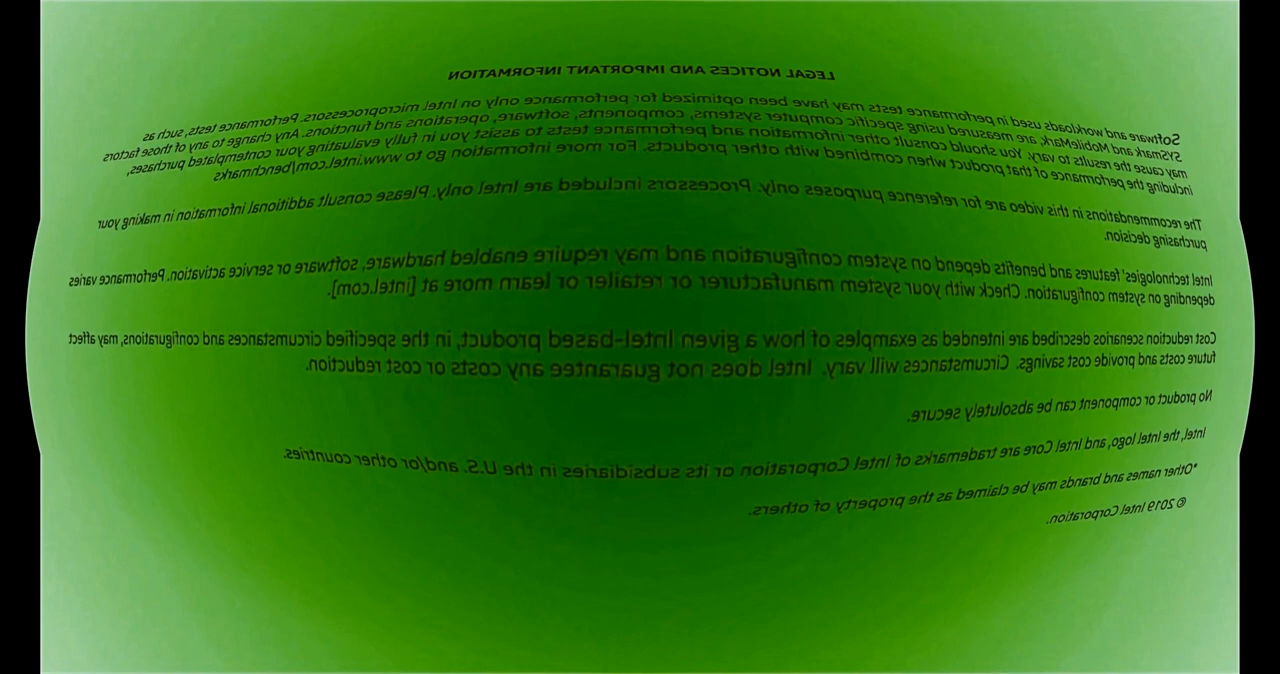 LEGAL NOTICES AND IMPORTANT INFORMATION
Software and workloads used in performance tests may have been optimized for performance only on Intel microprocessors. Performance tests, such as
SYSmark and MobileMark, are measured using specific computer systems, components, software, operations and functions. Any change to any of those factors
may cause the results to vary. You should consult other information and performance tests to assist you in fully evaluating your contemplated purchases,
including the performance of that product when combined with other products. For more information go to www.intel.com/benchmarks
The recommendations in this video are for reference purposes only. Processors included are Intel only. Please consult additional information in making your
purchasing decision.
Intel technologies' features and benefits depend on system configuration and may require enabled hardware, software or service activation. Performance varies
depending on system configuration. Check with your system manufacturer or retailer or learn more at [intel.com].
Cost reduction scenarios described are intended as examples of how a given Intel-based product, in the specified circumstances and configurations, may affect
future costs and provide cost savings. Circumstances will vary. Intel does not guarantee any costs or cost reduction.
No product or component can be absolutely secure.
Intel, the Intel logo, and Intel Core are trademarks of Intel Corporation or its subsidiaries in the U.S. and/or other countries.
*Other names and brands may be claimed as the property of others.
© 2019 Intel Corporation.